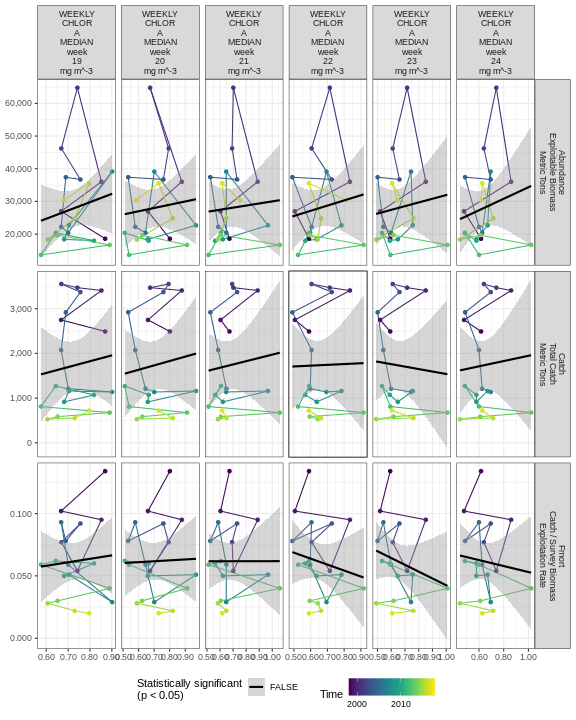 WEEKLY CHLOR A MEDIAN week 19 mg m^-3
WEEKLY CHLOR A MEDIAN week 20 mg m^-3
WEEKLY CHLOR A MEDIAN week 21 mg m^-3
WEEKLY CHLOR A MEDIAN week 22 mg m^-3
WEEKLY CHLOR A MEDIAN week 23 mg m^-3
WEEKLY CHLOR A MEDIAN week 24 mg m^-3
60,000
50,000
40,000
30,000
20,000
Abundance
Exploitable Biomass
Metric Tons
3,000
2,000
1,000
0
Catch
Total Catch
Metric Tons
0.100
0.050
0.000
Fmort
Catch / Survey Biomass
Exploitation Rate
0.60 0.70 0.80 0.90
0.50 0.60 0.70 0.80 0.90
0.50 0.60 0.70 0.80 0.90 1.00
0.50 0.60 0.70 0.80 0.90
0.50 0.60 0.70 0.80 0.90 1.00
0.60 0.80 1.00
Statistically significant
(p < 0.05)
FALSE
Time
2000 2010